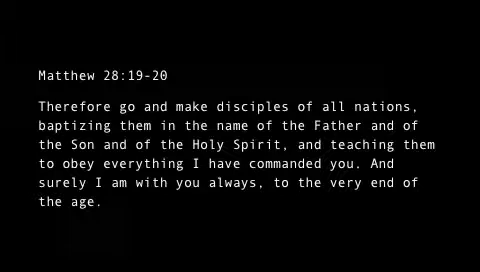 Matthew 28:19-20
Therefore go and make disciples of all nations,
baptizing them in the name of the Father and of
the Son and of the Holy Spirit, and teaching them
to obey everything I have commanded you. And
surely I am with you always, to the very end of
the age.